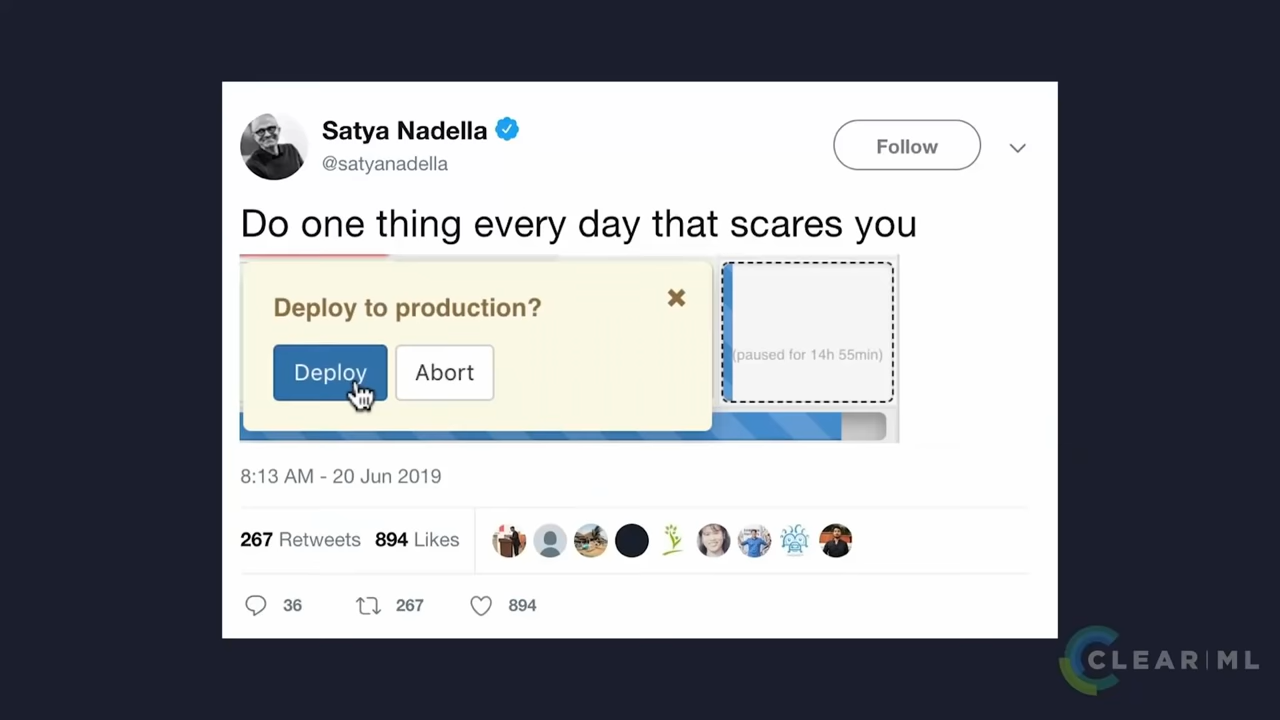 Satya Nadella
@satyanadella
Follow
Do one thing every day that scares you
Deploy to production?
Deploy Abort
(paused for 14h 55min)
8:13 AM - 20 Jun 2019
267 Retweets 894 Likes
36 267 894
CLEAR|ML